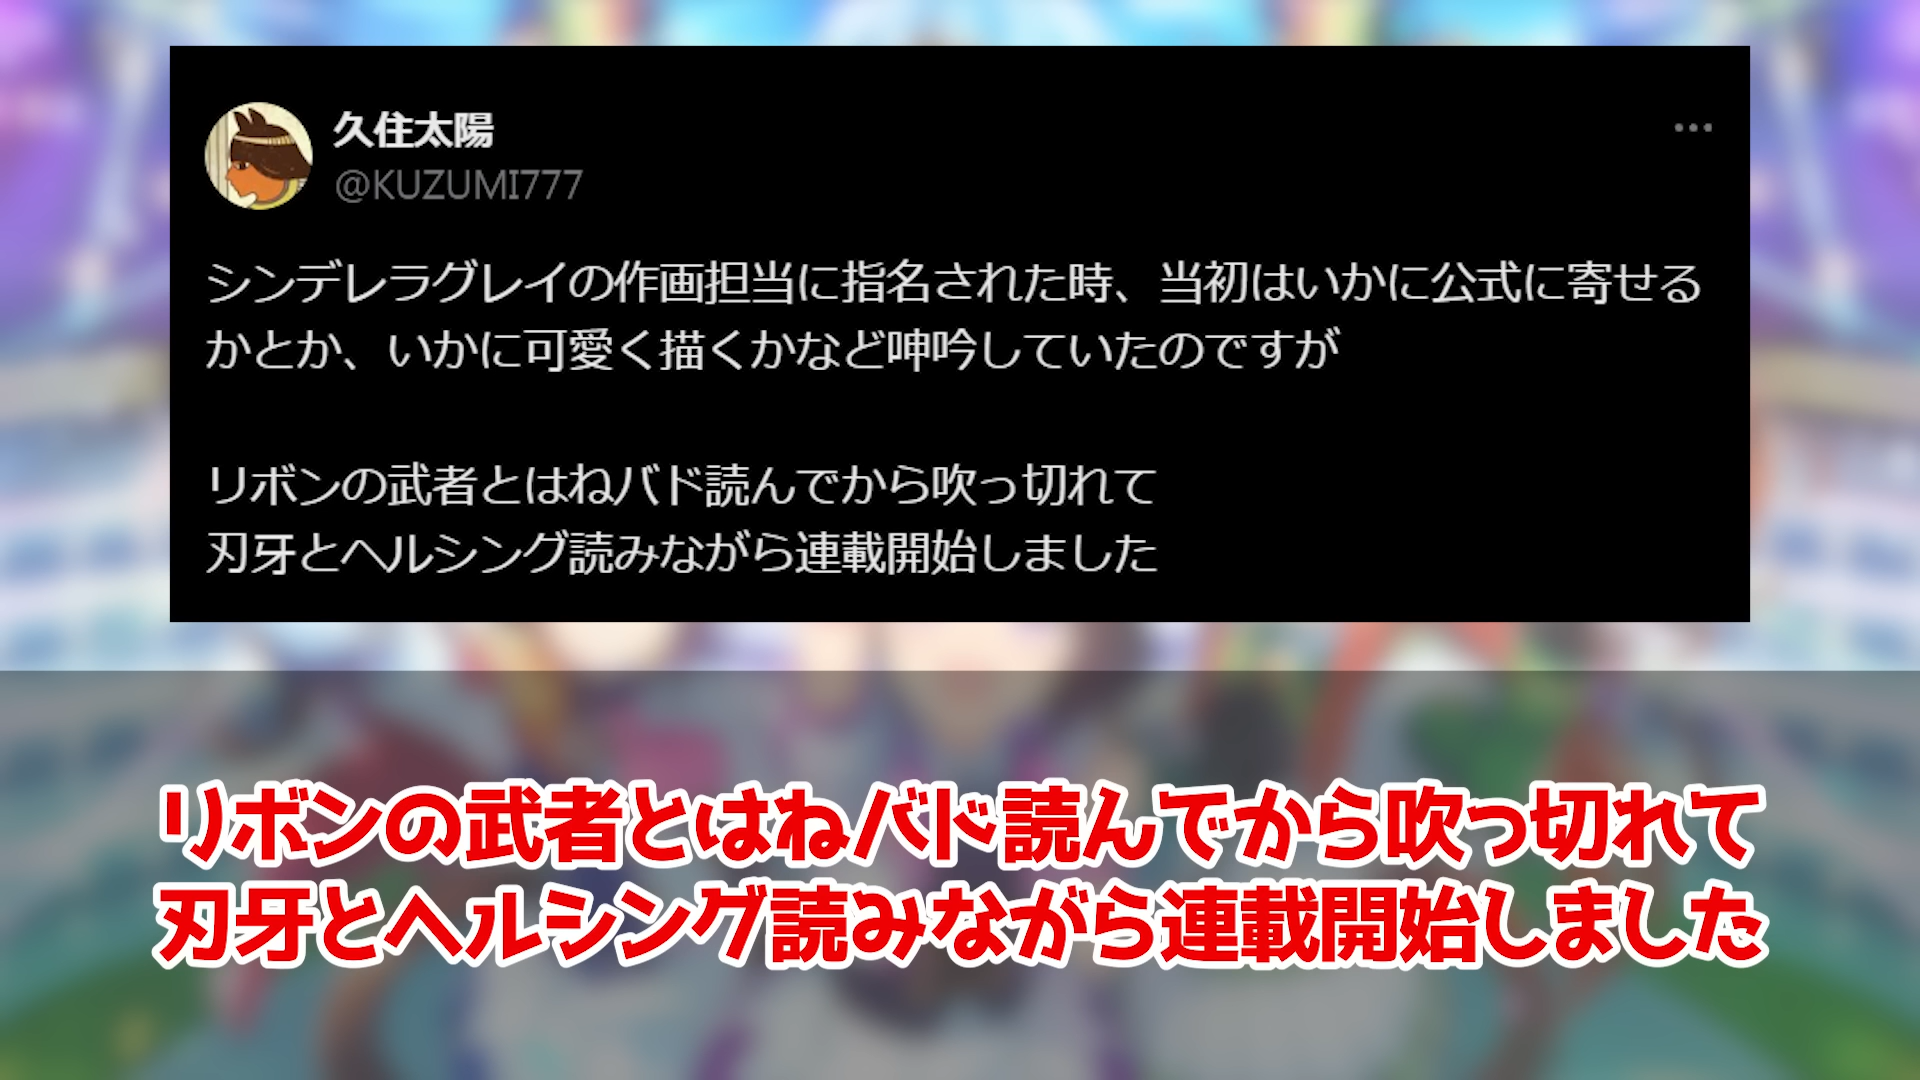 久住太陽
@KUZUMI777
シンデレラグレイの作画担当に指名された時、当初はいかに公式に寄せる
かとか、いかに可愛く描くかなど呻吟していたのですが
リボンの武者とはねバド読んでから吹っ切れて
刃牙とヘルシング読みながら連載開始しました
リボンの武者とはねバド読んでから吹っ切れて
刃牙とヘルシング読みながら連載開始しました